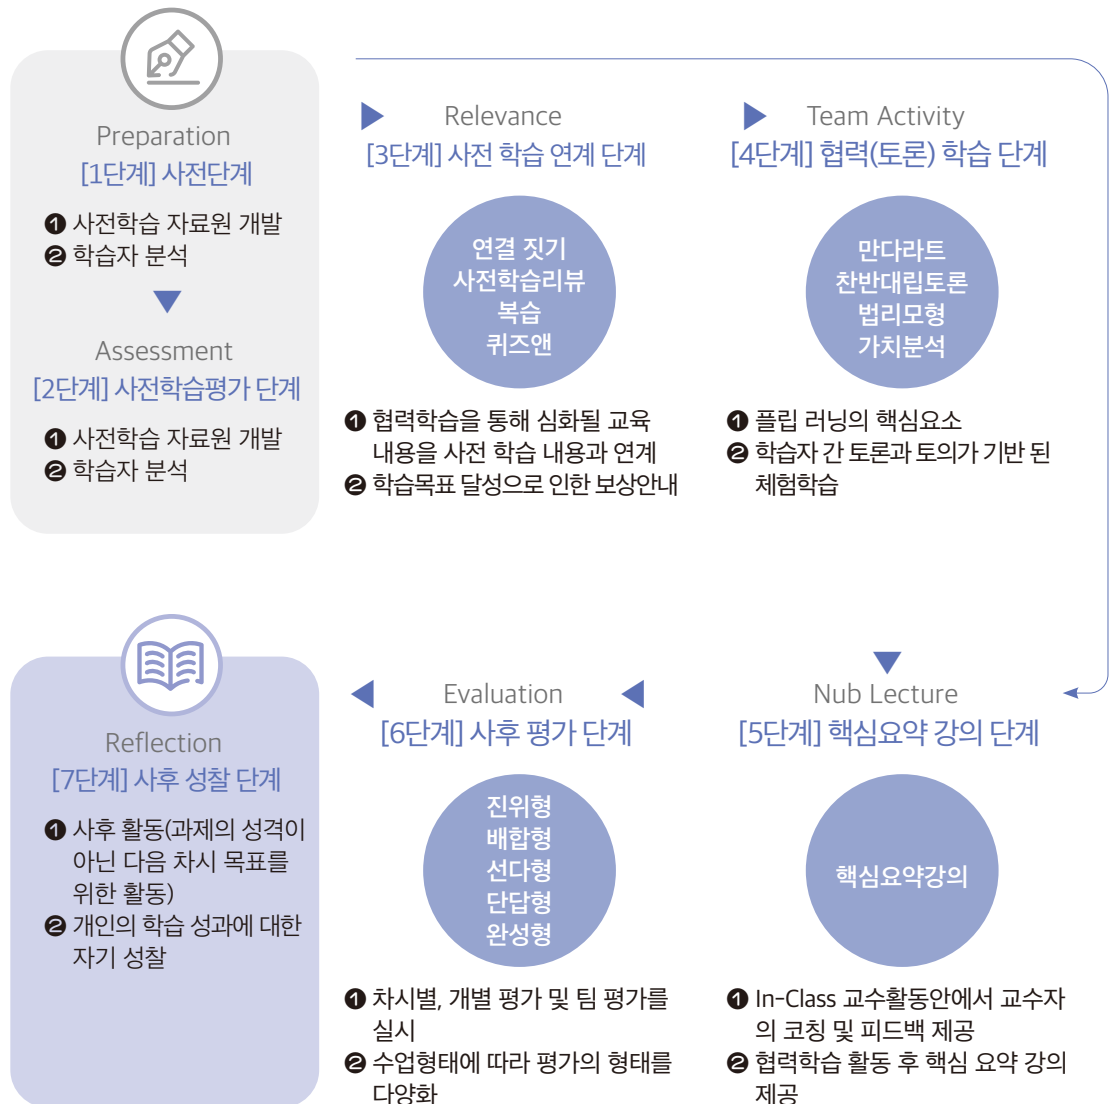 Preparation
[1단계] 사전단계
❶ 사전학습 자료원 개발
❷ 학습자 분석
Assessment
[2단계] 사전학습평가 단계
❶ 사전학습 자료원 개발
❷ 학습자 분석
Relevance
[3단계] 사전 학습 연계 단계
연결 짓기
사전학습리뷰
복습
퀴즈앤
❶ 협력학습을 통해 심화될 교육
내용을 사전 학습 내용과 연계
❷ 학습목표 달성으로 인한 보상안내
Team Activity
[4단계] 협력(토론) 학습 단계
만다라트
찬반대립토론
법리모형
가치분석
❶ 플립 러닝의 핵심요소
❷ 학습자 간 토론과 토의가 기반 된
체험학습
Nub Lecture
[5단계] 핵심요약 강의 단계
핵심요약강의
❶ In-Class 교수활동안에서 교수자
의 코칭 및 피드백 제공
❷ 협력학습 활동 후 핵심 요약 강의
제공
Evaluation
[6단계] 사후 평가 단계
진위형
배합형
선다형
단답형
완성형
❶ 차시별, 개별 평가 및 팀 평가를
실시
❷ 수업형태에 따라 평가의 형태를
다양화
Reflection
[7단계] 사후 성찰 단계
❶ 사후 활동(과제의 성격이
아닌 다음 차시 목표를
위한 활동)
❷ 개인의 학습 성과에 대한
자기 성찰